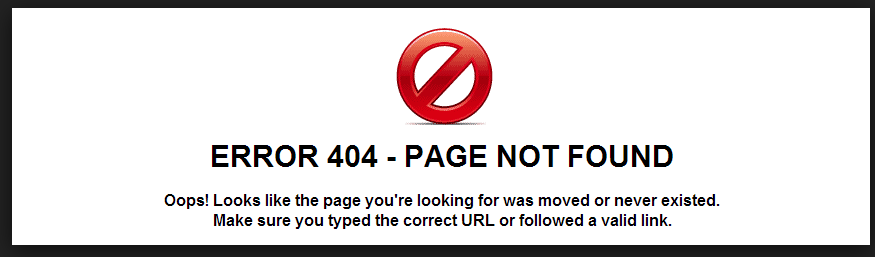 ERROR 404 - PAGE NOT FOUND
Oops! Looks like the page you're looking for was moved or never existed.
Make sure you typed the correct URL or followed a valid link.